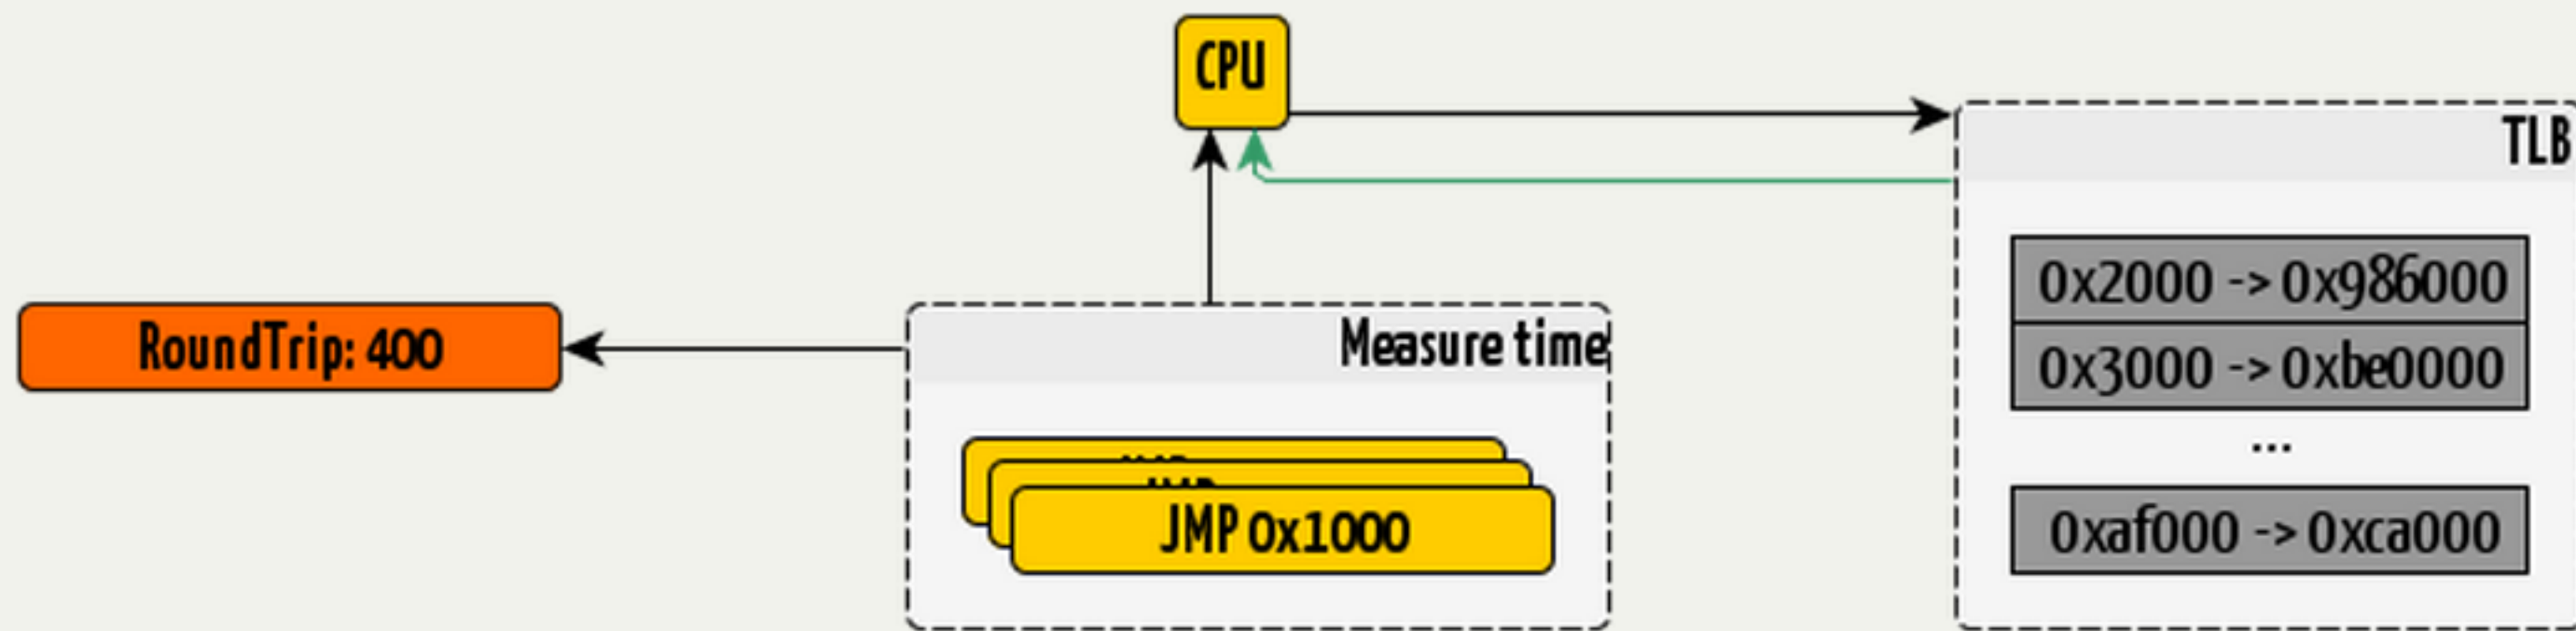 CPU
TLB
0x2000 -> 0x986000
0x3000 -> 0xbe0000
...
0xaf000 -> 0xca000
RoundTrip: 400
Measure time
JMP 0x1000